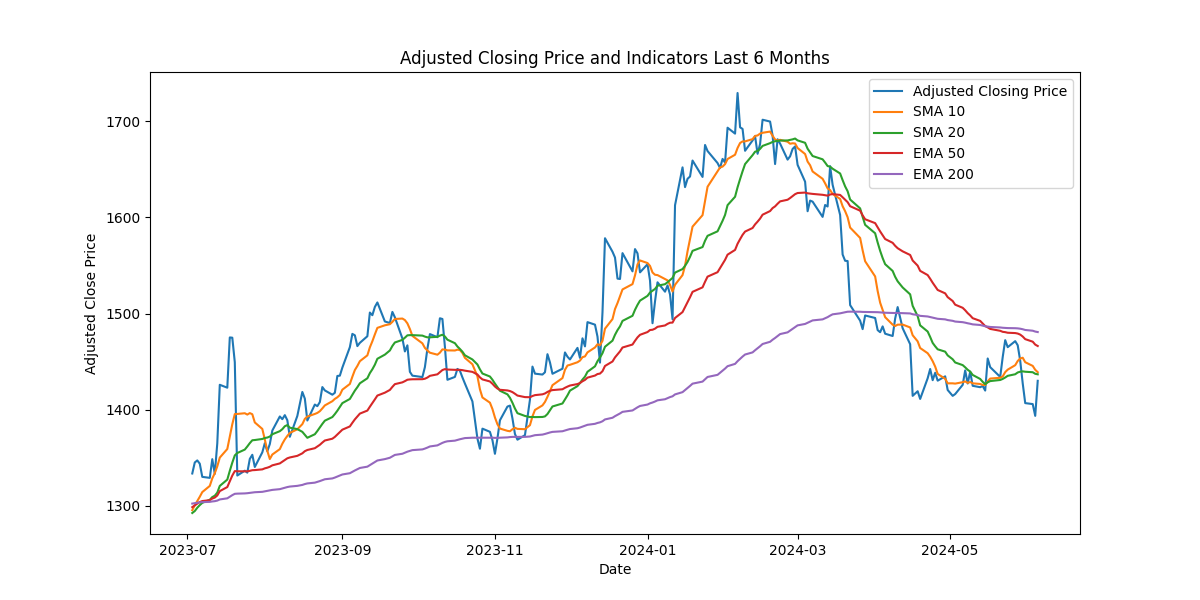 Adjusted Closing Price and Indicators Last 6 Months
Adjusted Closing Price
SMA 10
SMA 20
EMA 50
EMA 200
Adjusted Close Price
1700
1600
1500
1400
1300
2023-07
2023-09
2023-11
2024-01
2024-03
2024-05
Date